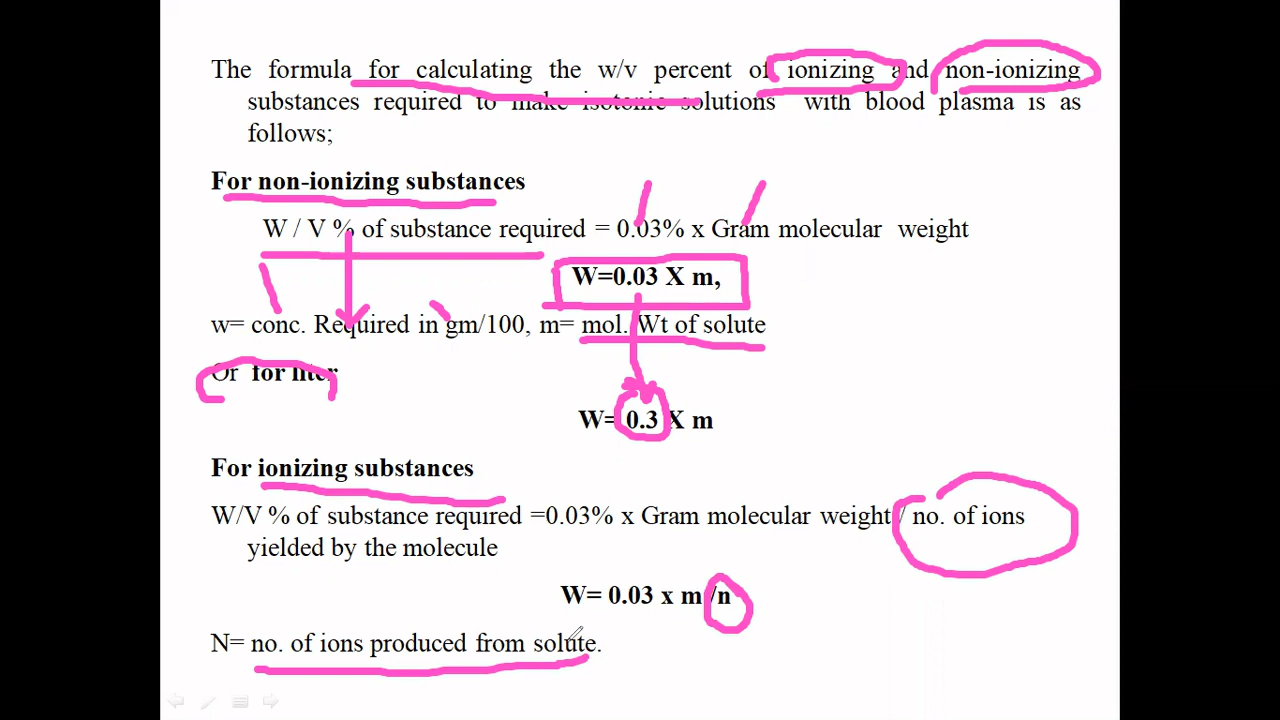 The formula for calculating the w/v percent of ionizing and non-ionizing
substances required to make isotonic solutions with blood plasma is as
follows;
For non-ionizing substances
W / V % of substance required = 0.03% x Gram molecular weight
W=0.03 X m,
w= conc. Required in gm/100, m= mol. Wt of solute
Or for liter
W= 0.3 X m
For ionizing substances
W/V % of substance required =0.03% x Gram molecular weight / no. of ions
yielded by the molecule
W= 0.03 x m /n
N= no. of ions produced from solute.